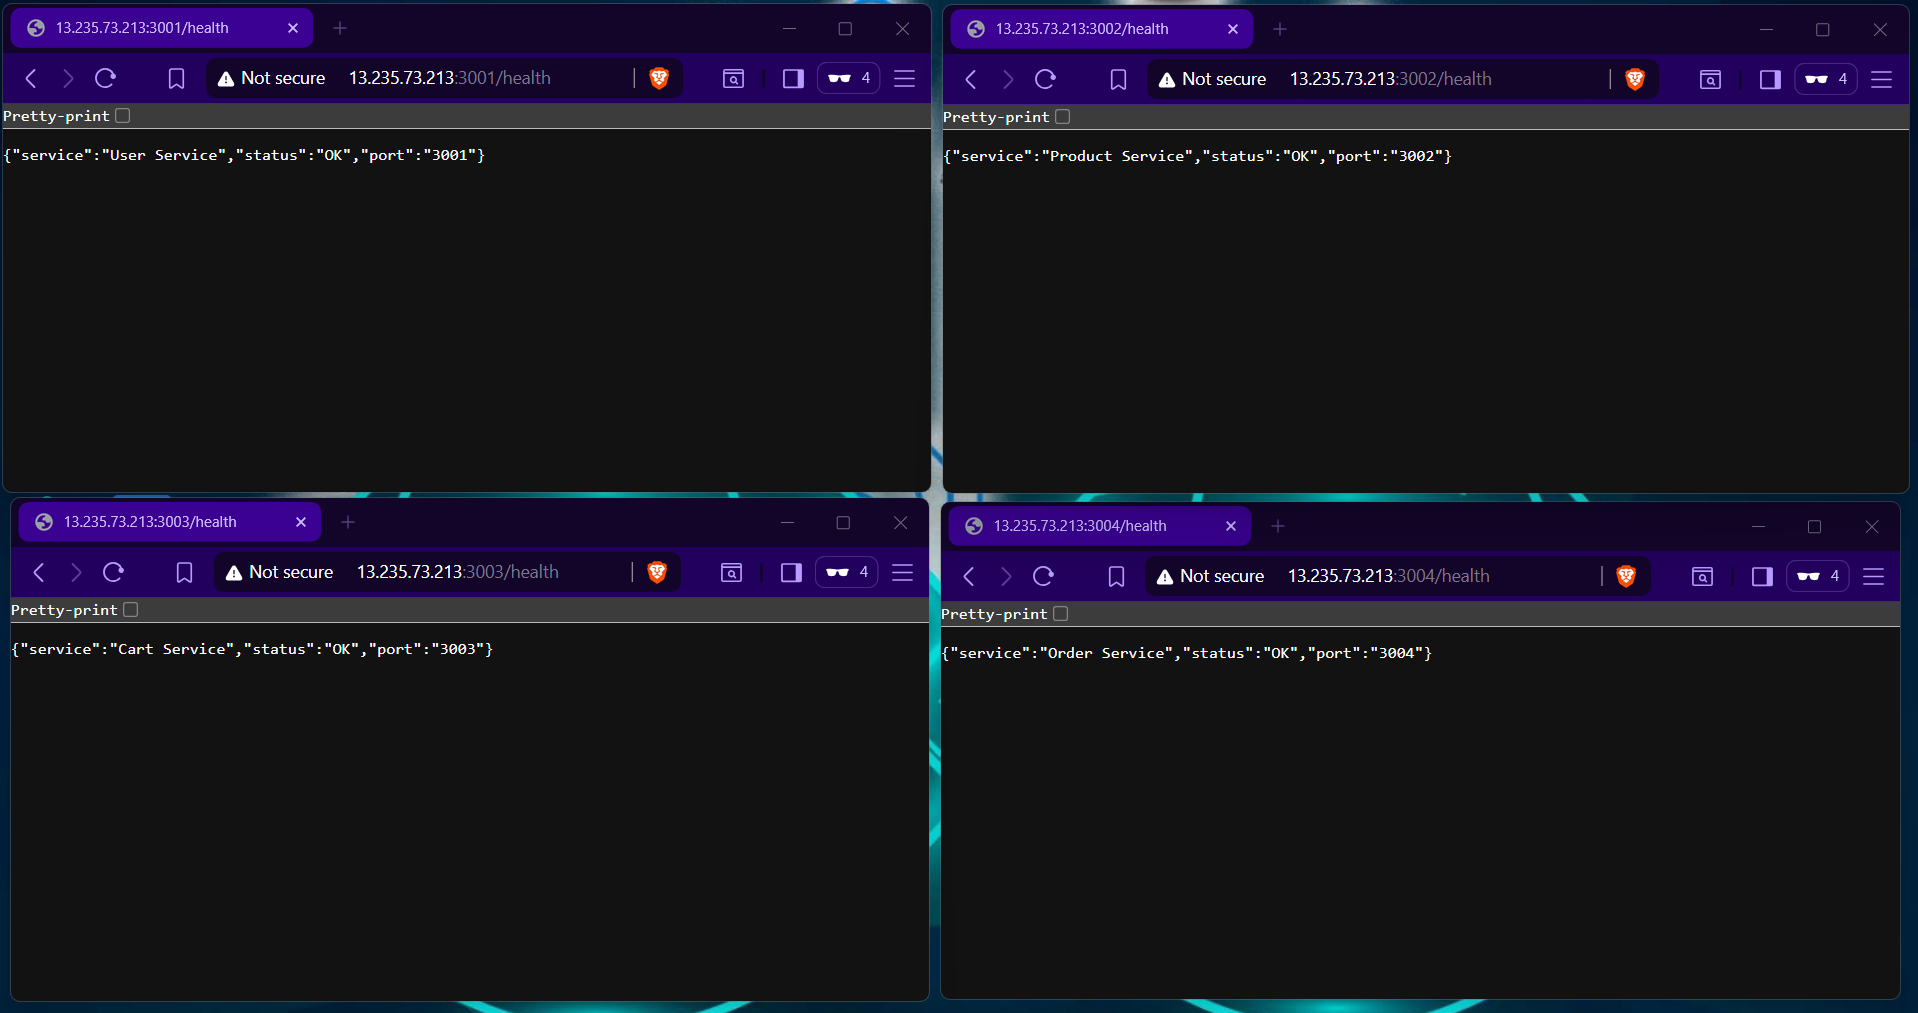 13.235.73.213:3001/health
Not secure 13.235.73.213:3001/health 4
Pretty-print
{"service":"User Service","status":"OK","port":"3001"}
13.235.73.213:3002/health
Not secure 13.235.73.213:3002/health 4
Pretty-print
{"service":"Product Service","status":"OK","port":"3002"}
13.235.73.213:3003/health
Not secure 13.235.73.213:3003/health 4
Pretty-print
{"service":"Cart Service","status":"OK","port":"3003"}
13.235.73.213:3004/health
Not secure 13.235.73.213:3004/health 4
Pretty-print
{"service":"Order Service","status":"OK","port":"3004"}